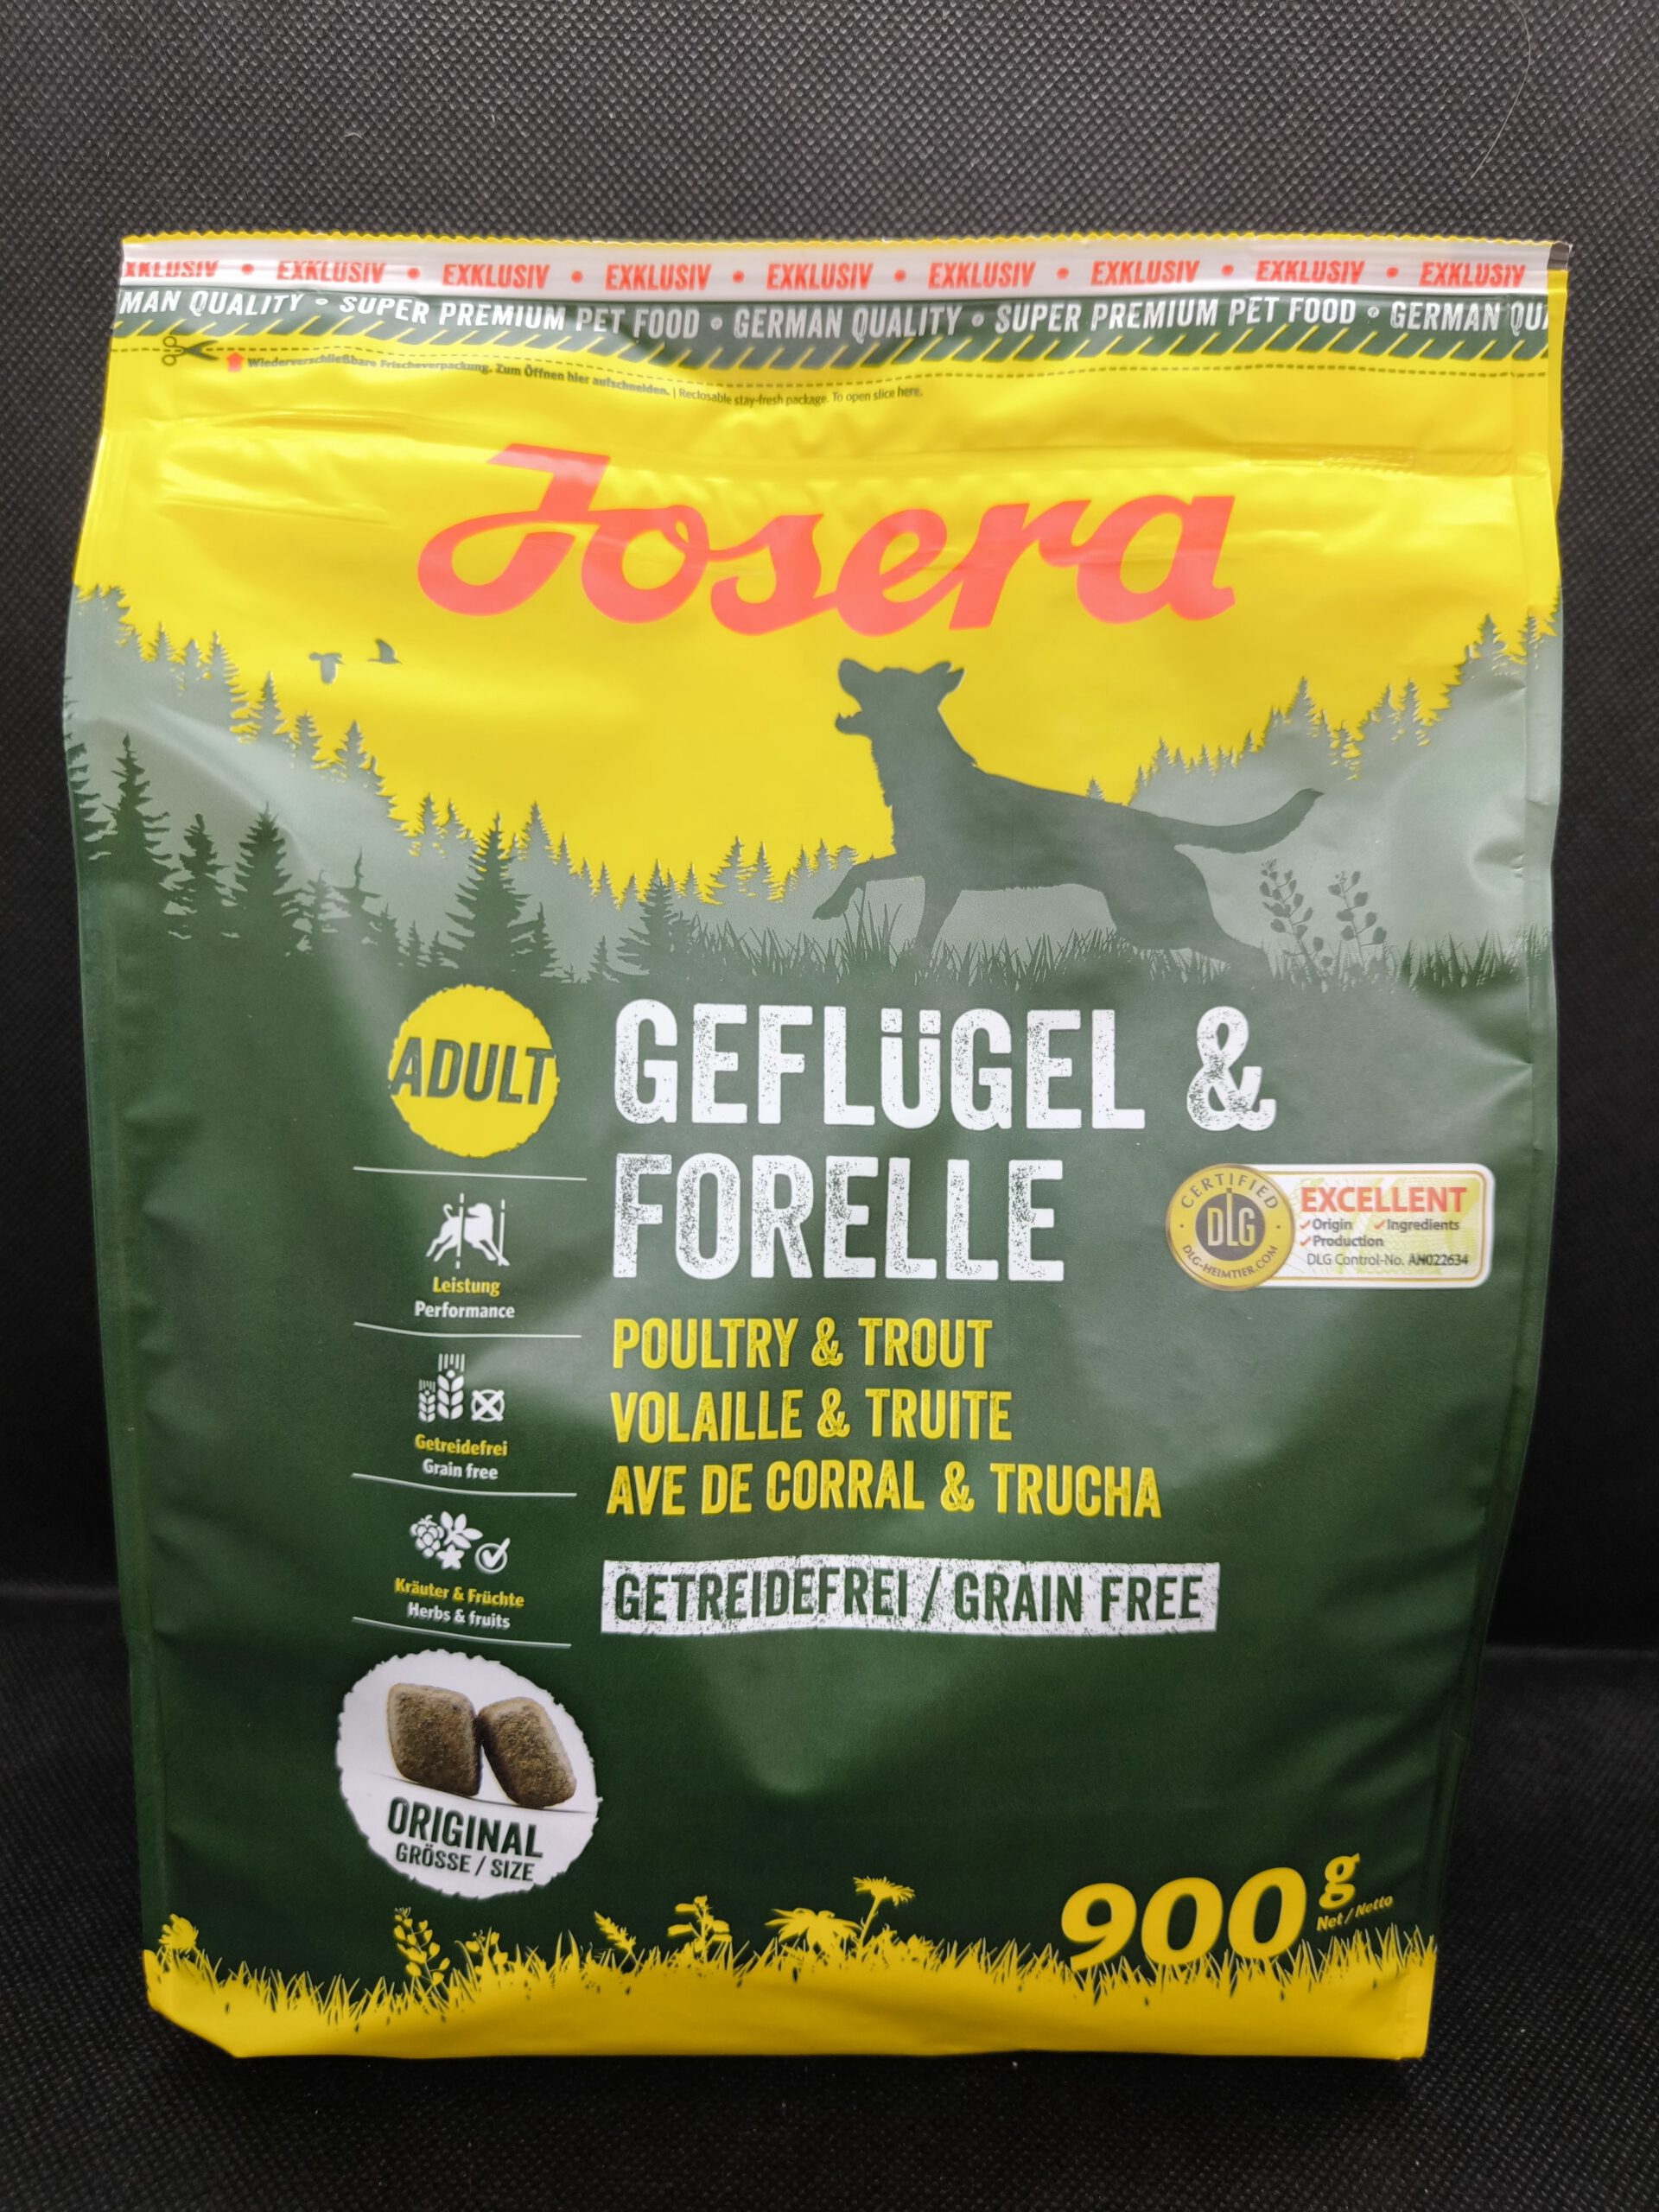 EXKLUSIV • EXKLUSIV • EXKLUSIV • EXKLUSIV • EXKLUSIV • EXKLUSIV • EXKLUSIV • EXKLUSIV • EXKLUSIV
MAN QUALITY • SUPER PREMIUM PET FOOD • GERMAN QUALITY • SUPER PREMIUM PET FOOD • GERMAN QUA
Wiederverschließbare Frischeverpackung. Zum Öffnen hier aufschneiden. | Reclosable stay-fresh package. To open slice here.
Josera
ADULT
GEFLÜGEL &
FORELLE
CERTIFIED
DLG
DLG-HEIMTIER.COM
EXCELLENT
✓Origin ✓Ingredients
✓Production
DLG Control-No. AH022634
Leistung
Performance
POULTRY & TROUT
VOLAILLE & TRUITE
AVE DE CORRAL & TRUCHA
Getreidefrei
Grain free
Kräuter & Früchte
Herbs & fruits
GETREIDEFREI / GRAIN FREE
ORIGINAL
GRÖSSE / SIZE
900 g
Net / Netto